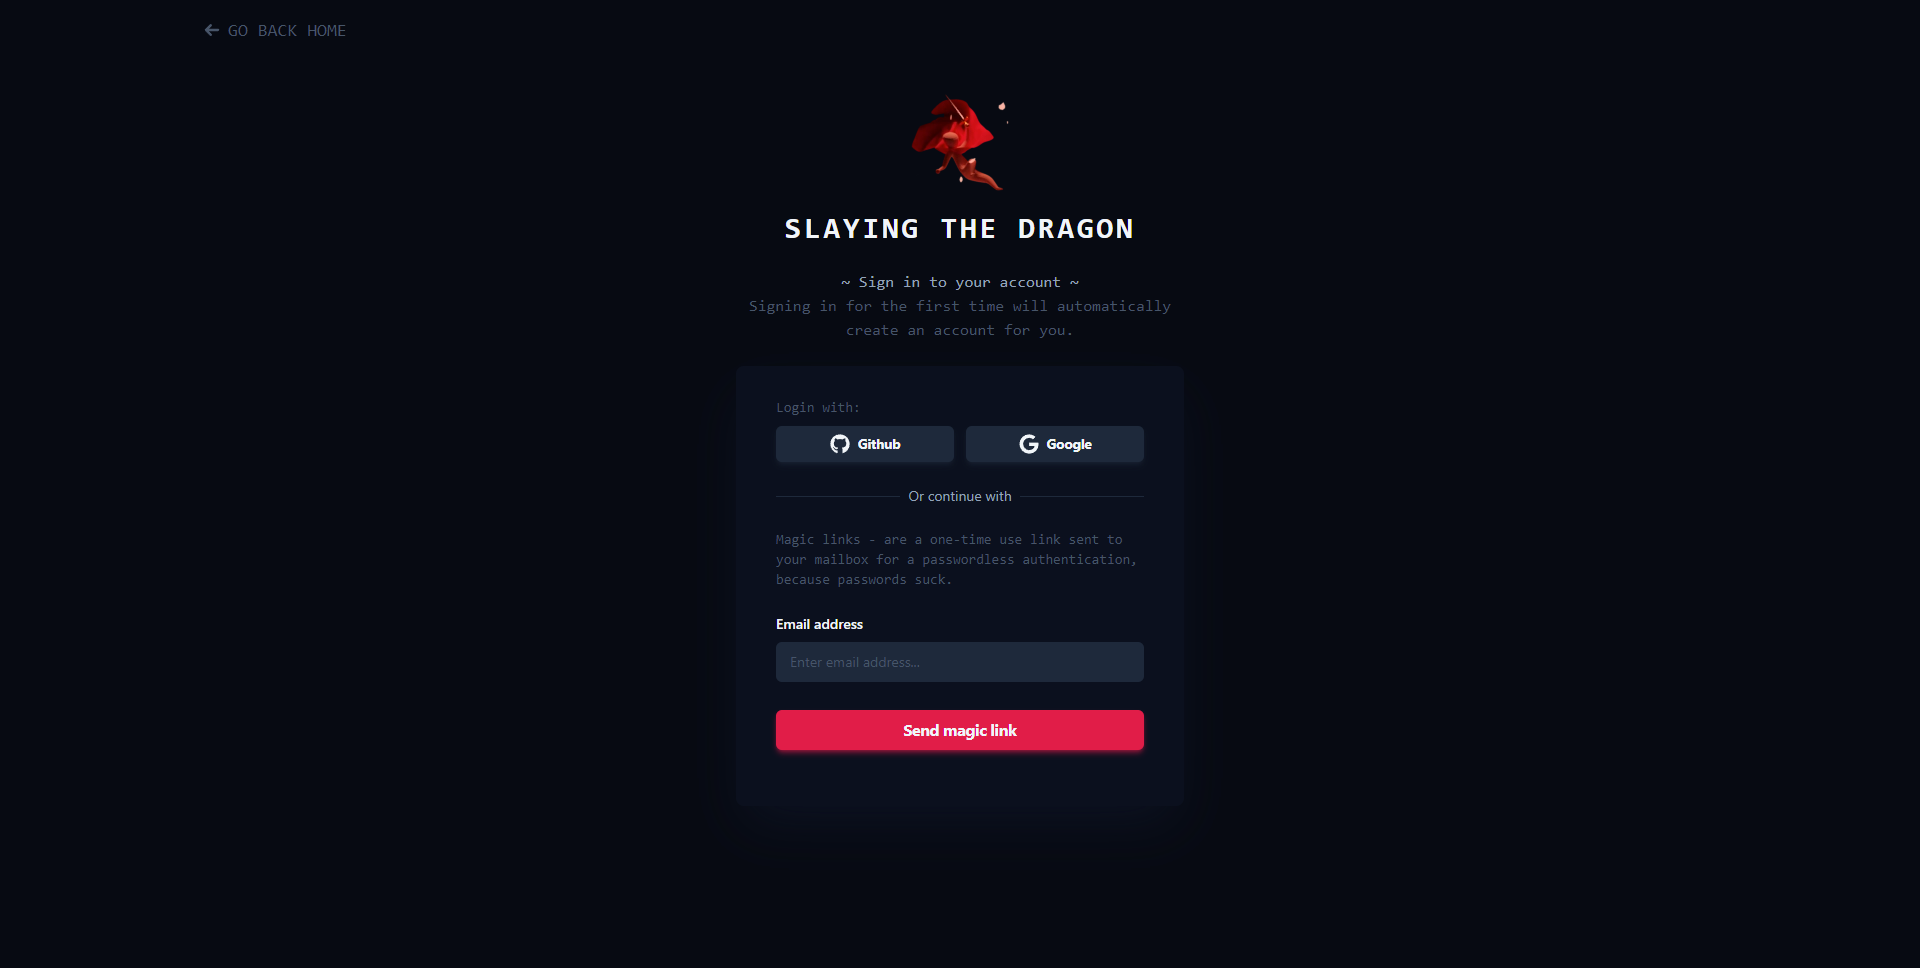 GO BACK HOME
SLAYING THE DRAGON
~ Sign in to your account ~
Signing in for the first time will automatically
create an account for you.
Login with:
Github
Google
Or continue with
Magic links - are a one-time use link sent to
your mailbox for a passwordless authentication,
because passwords suck.
Email address
Enter email address...
Send magic link